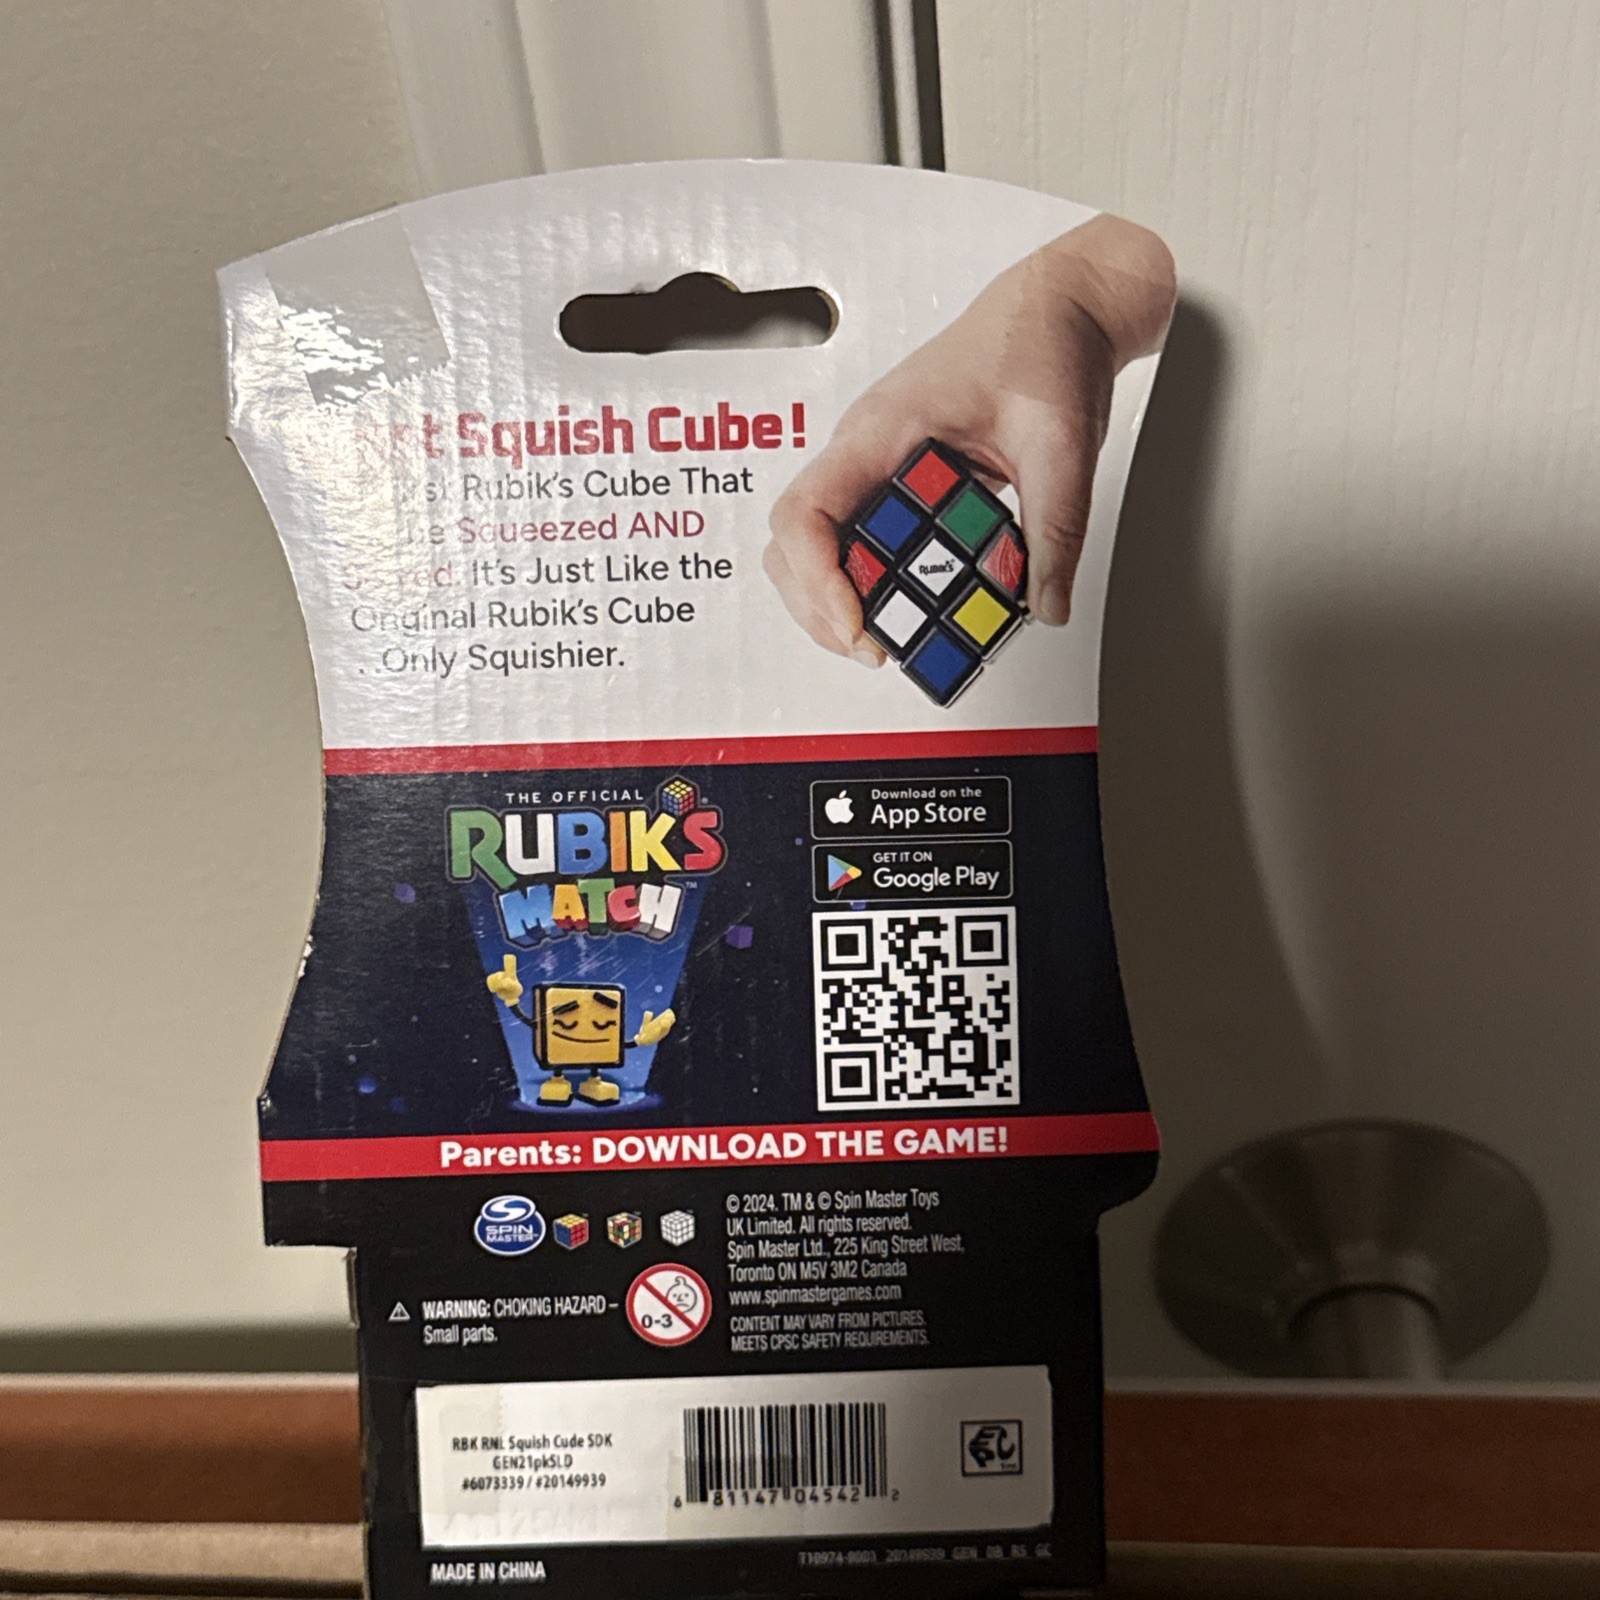 Squish Cube!
Rubik's Cube That
Squeezed AND
It's Just Like the
Original Rubik's Cube
...Only Squishier.
RUBIK'S
THE OFFICIAL
RUBIK'S
MATCH™
Download on the
App Store
GET IT ON
Google Play
Parents: DOWNLOAD THE GAME!
SPIN
MASTER™
© 2024. TM & © Spin Master Toys
UK Limited. All rights reserved.
Spin Master Ltd., 225 King Street West,
Toronto ON M5V 3M2 Canada
www.spinmastergames.com
CONTENT MAY VARY FROM PICTURES.
MEETS CPSC SAFETY REQUIREMENTS.
⚠ WARNING: CHOKING HAZARD –
Small parts.
0-3
RBK RNL Squish Cude SDK
GEN21pkSLD
#6073339 / #20149939
6 81147 04542 2
MADE IN CHINA